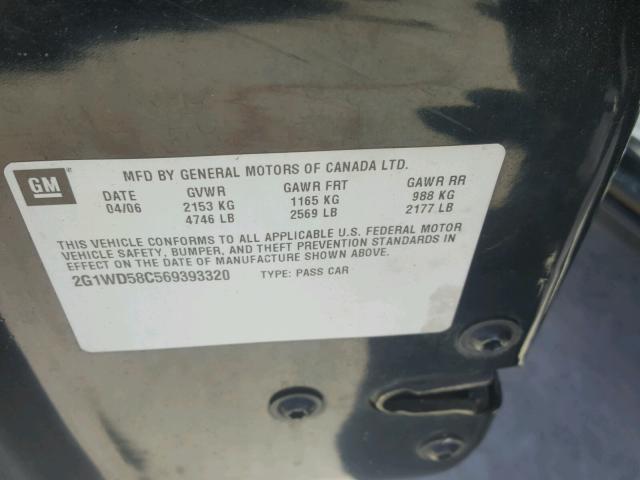 GM
MFD BY GENERAL MOTORS OF CANADA LTD.
DATE GVWR GAWR FRT GAWR RR
04/06 2153 KG 1165 KG 988 KG
4746 LB 2569 LB 2177 LB
THIS VEHICLE CONFORMS TO ALL APPLICABLE U.S. FEDERAL MOTOR
VEHICLE SAFETY, BUMPER, AND THEFT PREVENTION STANDARDS IN
EFFECT ON THE DATE OF MANUFACTURE SHOWN ABOVE.
2G1WD58C569393320 TYPE: PASS CAR